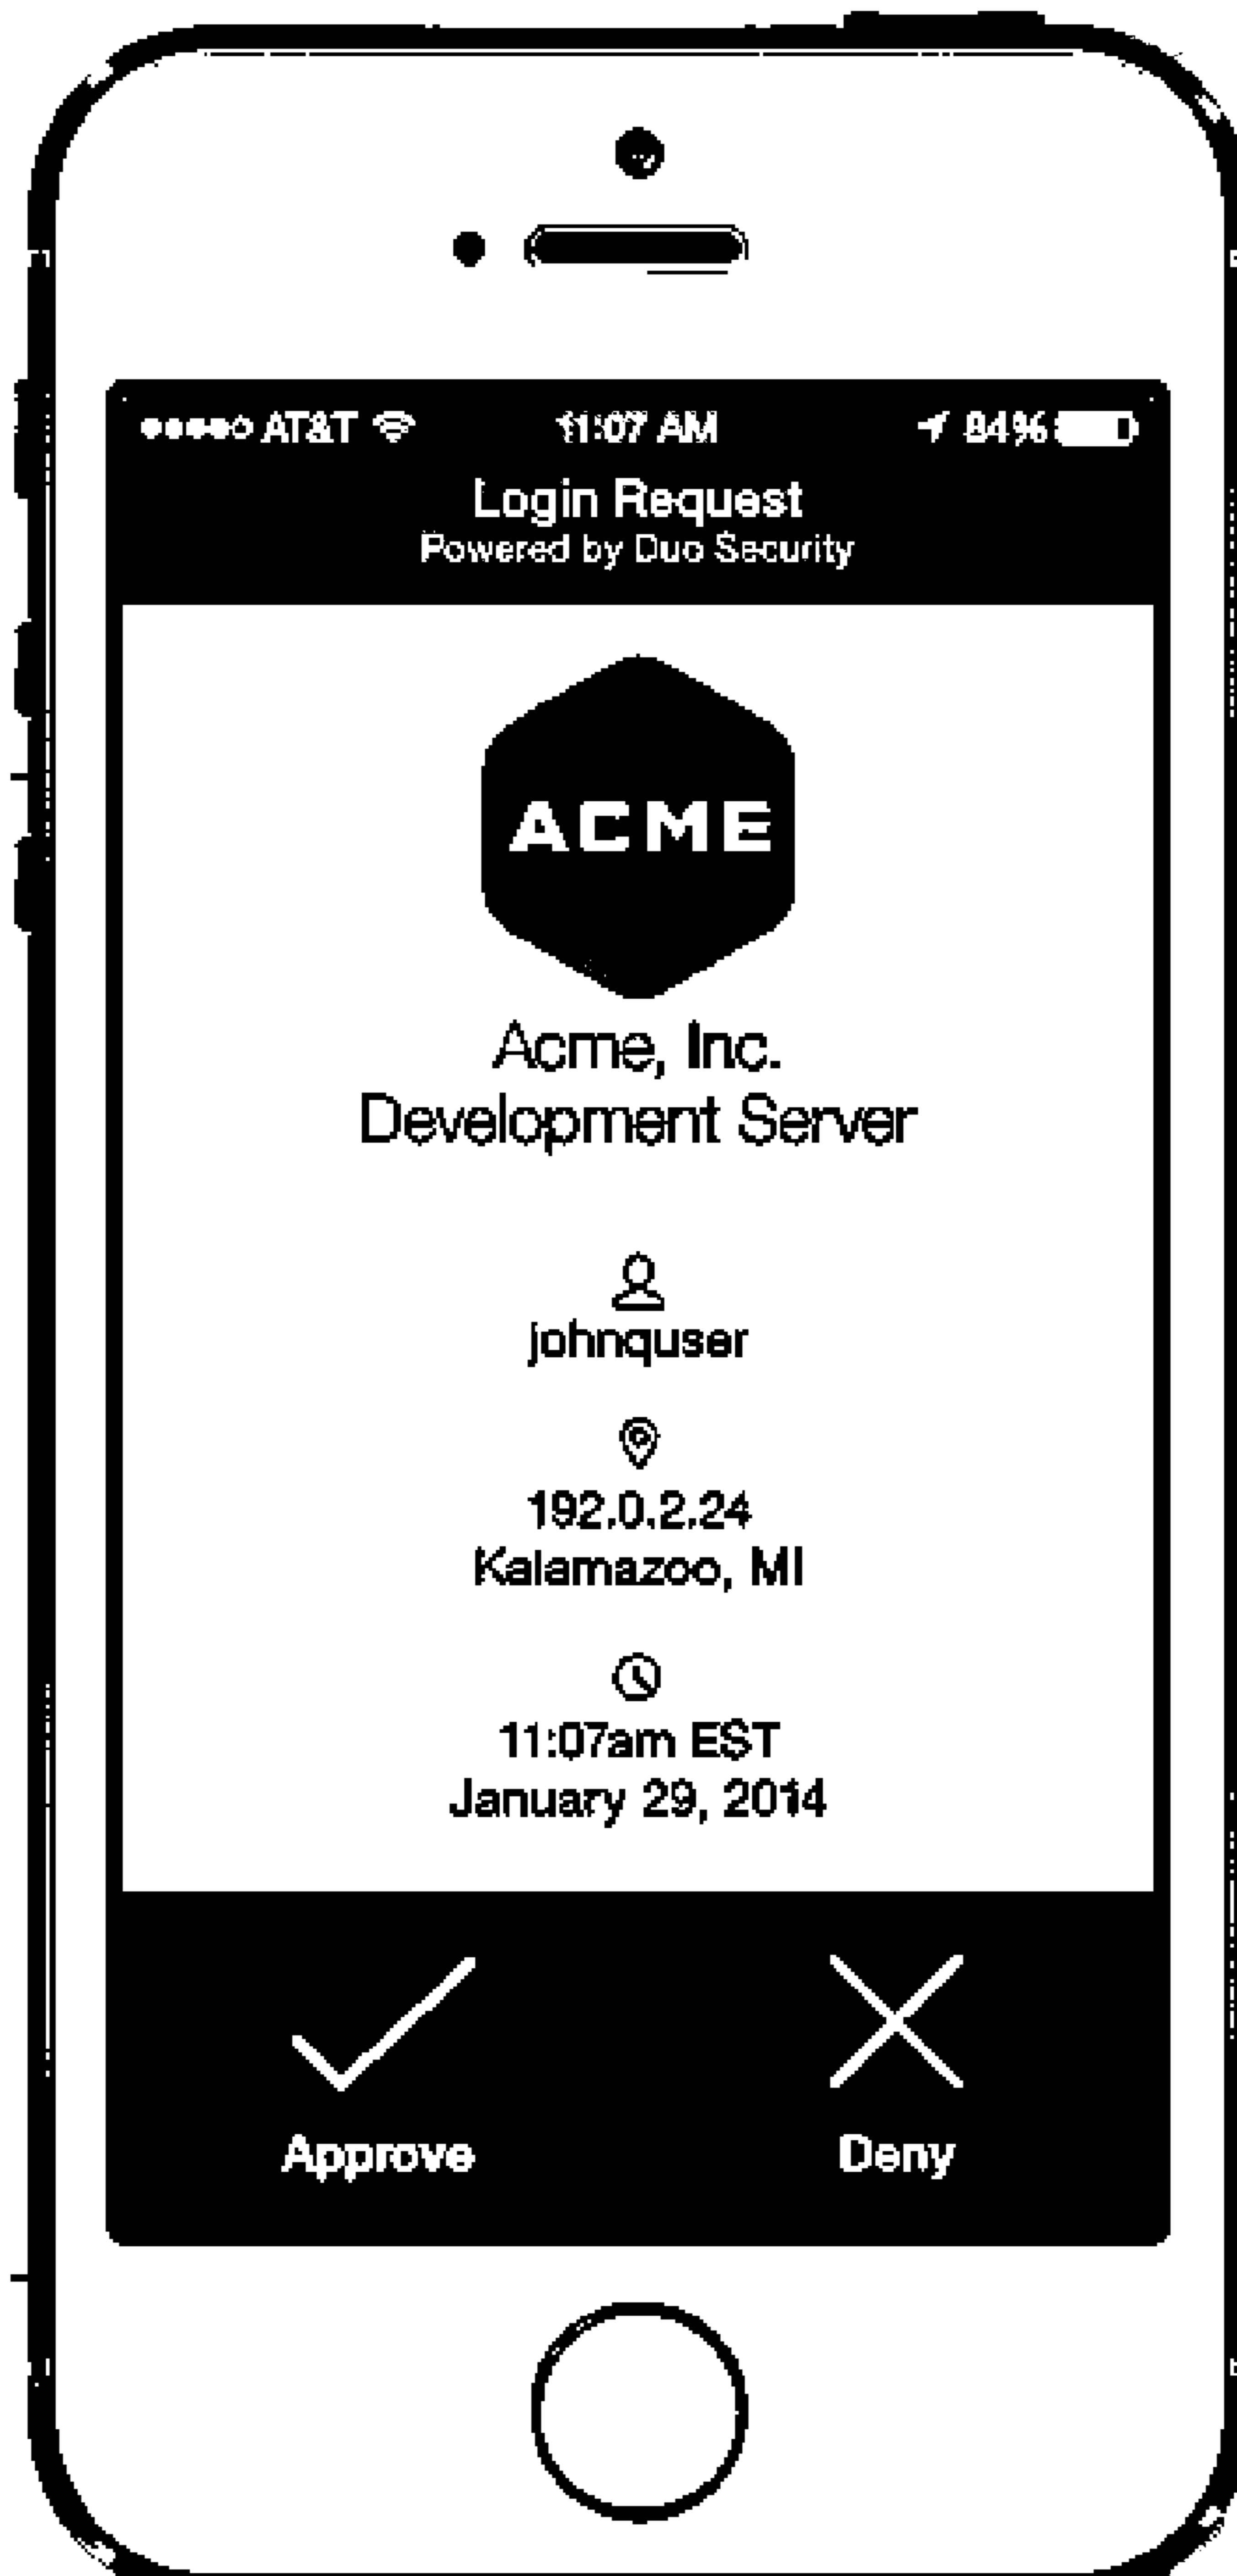 AT&T 11:07 AM 84%
Login Request
Powered by Duo Security
ACME
Acme, Inc.
Development Server
johnquser
192.0.2.24
Kalamazoo, MI
11:07am EST
January 29, 2014
Approve Deny